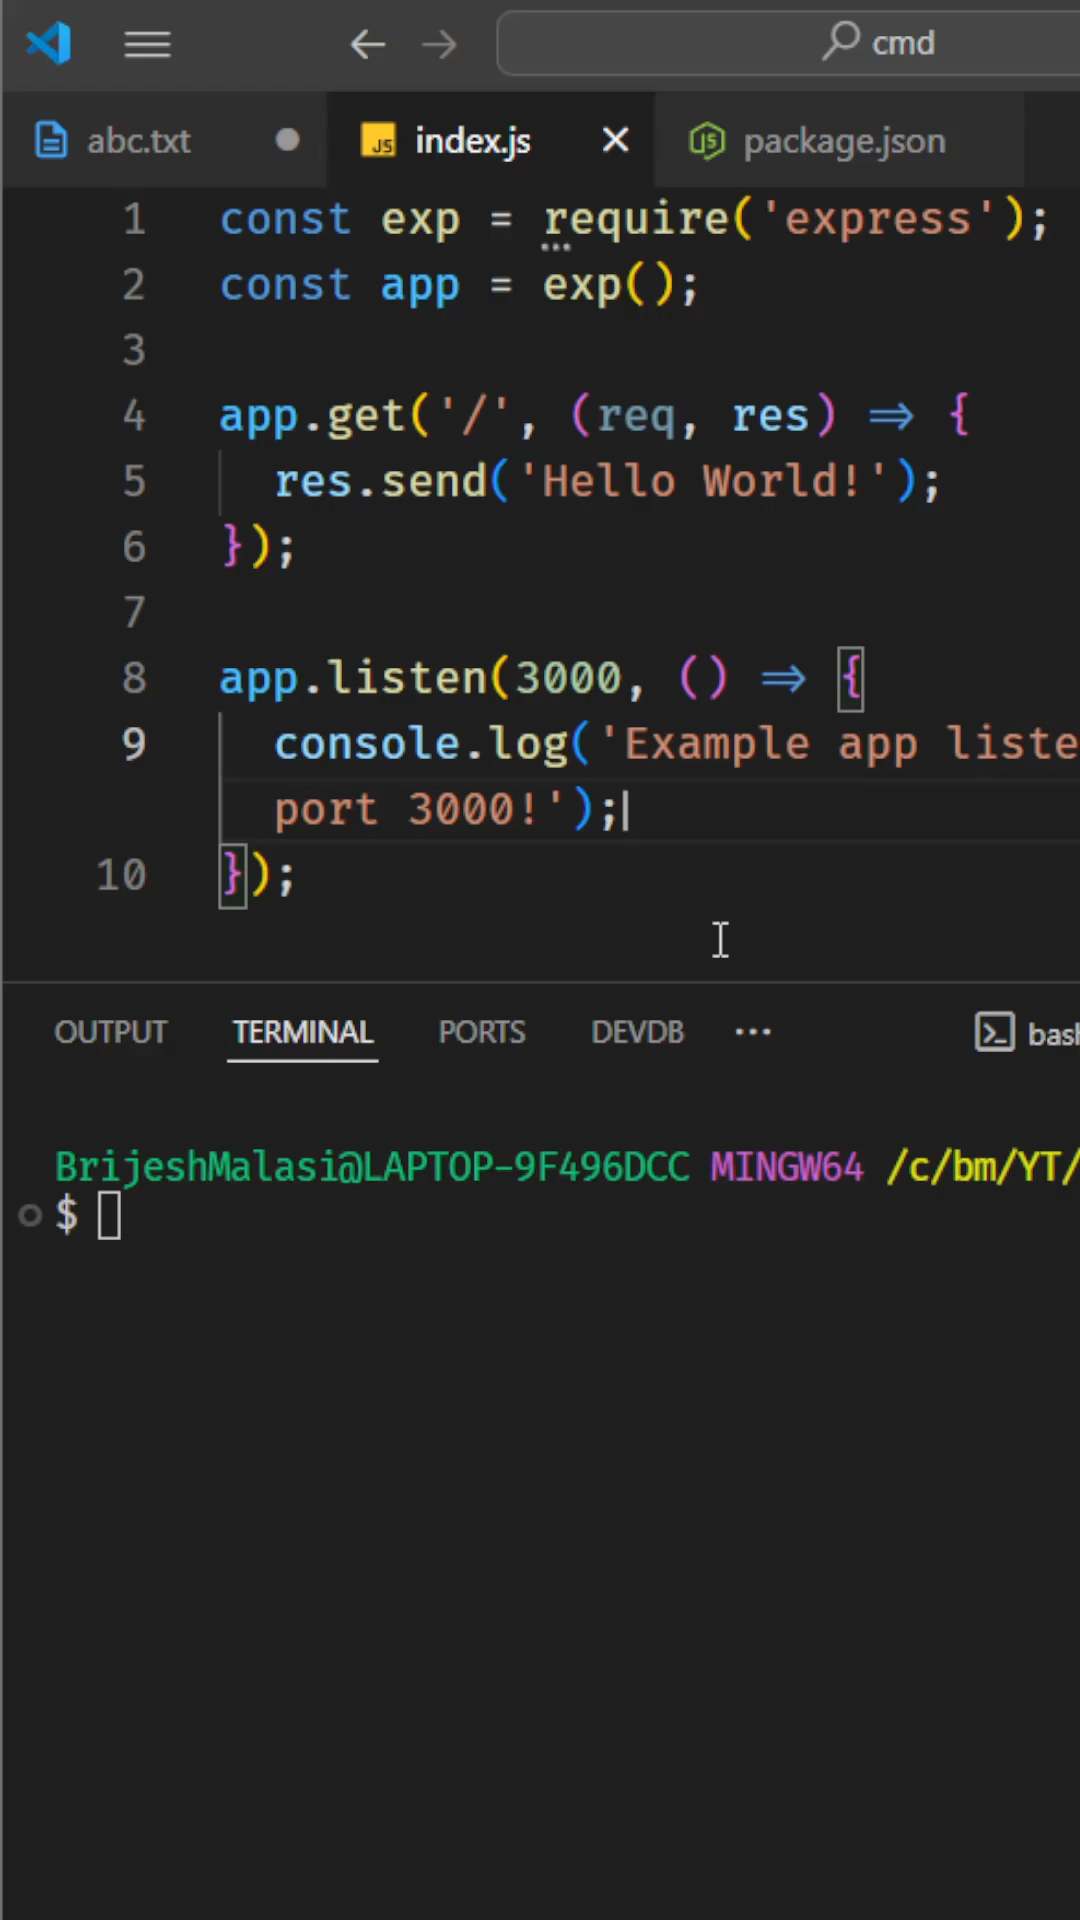 cmd
abc.txt
index.js
package.json
1 const exp = require('express');
2 const app = exp();
3
4 app.get('/', (req, res) => {
5 res.send('Hello World!');
6 });
7
8 app.listen(3000, () => {
9 console.log('Example app liste
port 3000!');
10 });
OUTPUT TERMINAL PORTS DEVDB ... bash
BrijeshMalasi@LAPTOP-9F496DCC MINGW64 /c/bm/YT/
$